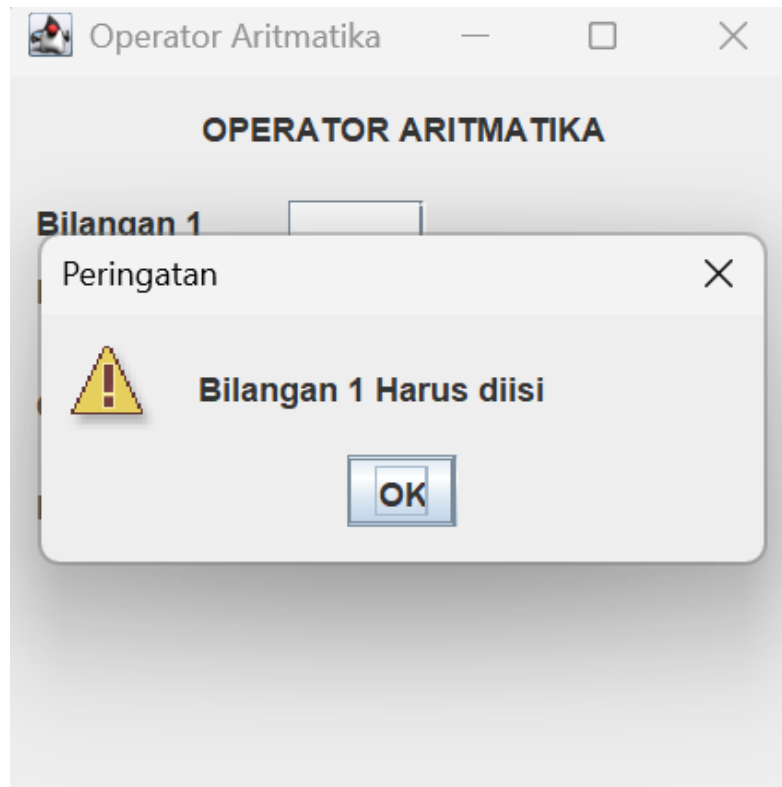 Operator Aritmatika
OPERATOR ARITMATIKA
Bilangan 1
Peringatan
Bilangan 1 Harus diisi
OK